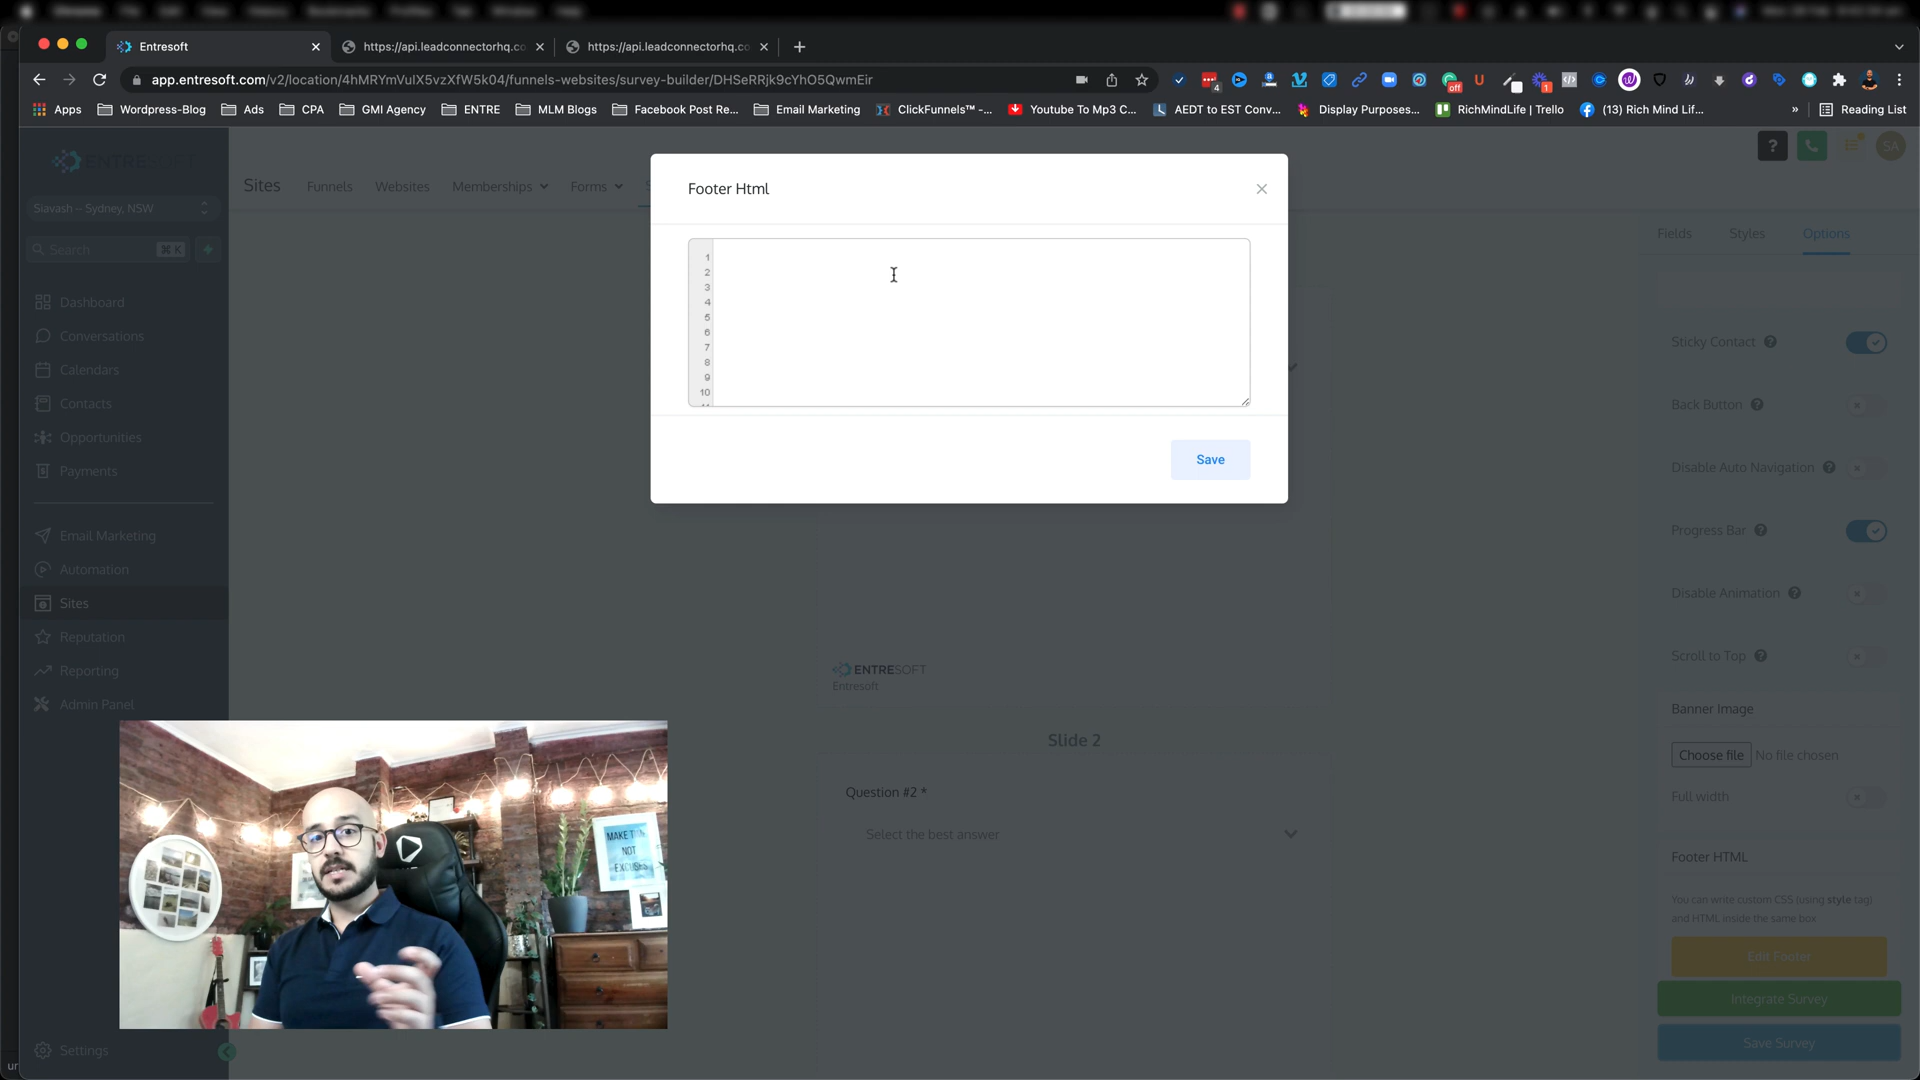 Entresoft
https://api.leadconnectorhq.co
https://api.leadconnectorhq.co
app.entresoft.com/v2/location/4hMRYmVulX5vzXfW5k04/funnels-websites/survey-builder/DHSeRRjk9cYhO5QwmEir
Apps
Wordpress-Blog
Ads
CPA
GMI Agency
ENTRE
MLM Blogs
Facebook Post Re...
Email Marketing
ClickFunnels™ -...
Youtube To Mp3 C...
AEDT to EST Conv...
Display Purposes...
RichMindLife | Trello
(13) Rich Mind Lif...
»
Reading List
ENTRESOFT
Siavash – Sydney, NSW
Search
⌘K
Dashboard
Conversations
Calendars
Contacts
Opportunities
Payments
Email Marketing
Automation
Sites
Reputation
Reporting
Admin Panel
Settings
Sites
Funnels
Websites
Memberships
Forms
SA
Footer Html
1
2
3
4
5
6
7
8
9
10
Save
Fields
Styles
Options
Sticky Contact
Back Button
Disable Auto Navigation
Progress Bar
Disable Animation
Scroll to Top
Banner Image
Choose file No file chosen
Full width
Footer HTML
You can write custom CSS (using style tag)
and HTML inside the same box
Edit Footer
Integrate Survey
Save Survey
ENTRESOFT
Entresoft
Slide 2
Question #2 *
Select the best answer
NOT